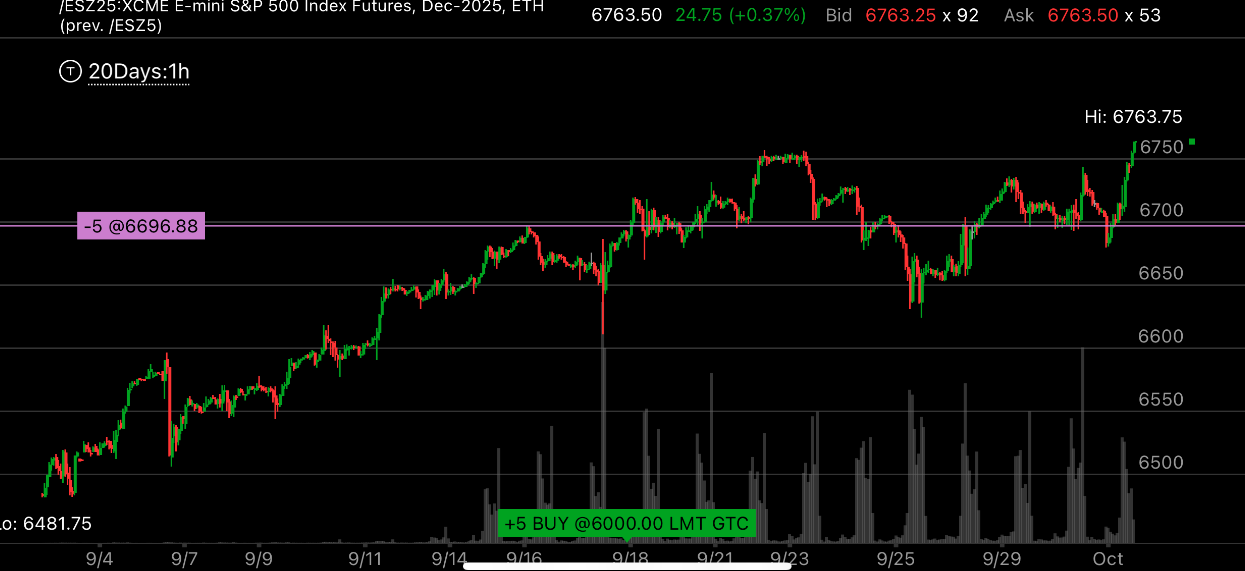 /ESZ25:XCME E-mini S&P 500 Index Futures, Dec-2025, ETH
(prev. /ESZ5)
6763.50 24.75 (+0.37%) Bid 6763.25 x 92 Ask 6763.50 x 53
T 20Days:1h
Hi: 6763.75
6750
6700
-5 @6696.88
6650
6600
6550
6500
Lo: 6481.75
+5 BUY @6000.00 LMT GTC
9/4 9/7 9/9 9/11 9/14 9/16 9/18 9/21 9/23 9/25 9/29 Oct